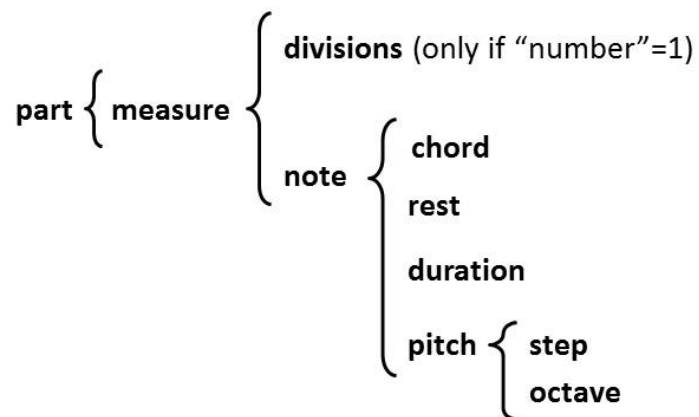 divisions (only if “number”=1)
part measure
chord
note
rest
duration
pitch step
octave